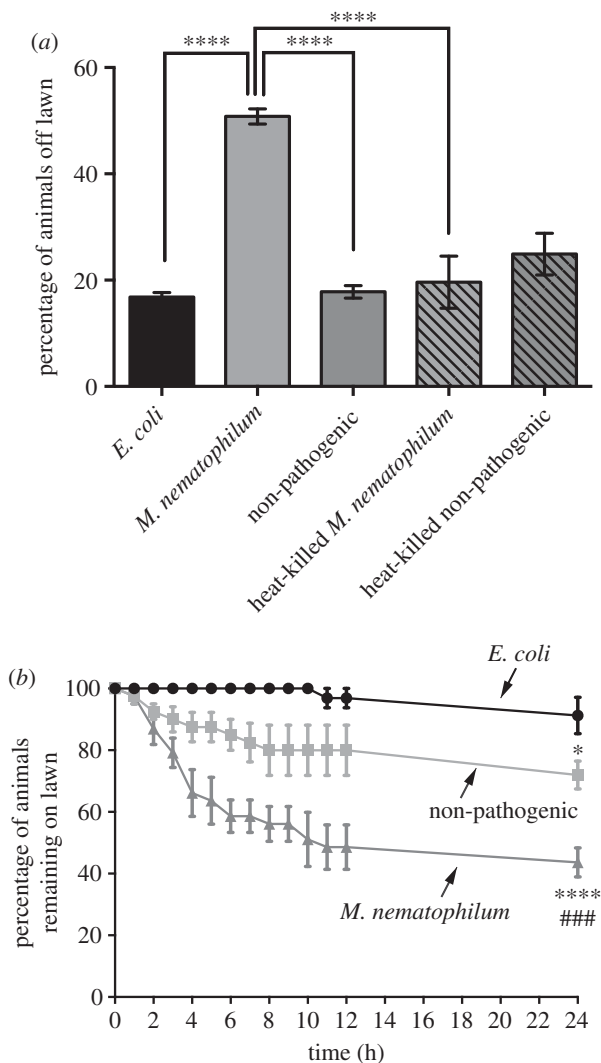 (a)
**** **** ****
percentage of animals off lawn
60
40
20
0
E. coli
M. nematophilum
non-pathogenic
heat-killed M. nematophilum
heat-killed non-pathogenic
(b)
percentage of animals
remaining on lawn
100
80
60
40
20
0
E. coli
*
non-pathogenic
M. nematophilum
****
###
0 2 4 6 8 10 12 14 16 18 20 22 24
time (h)